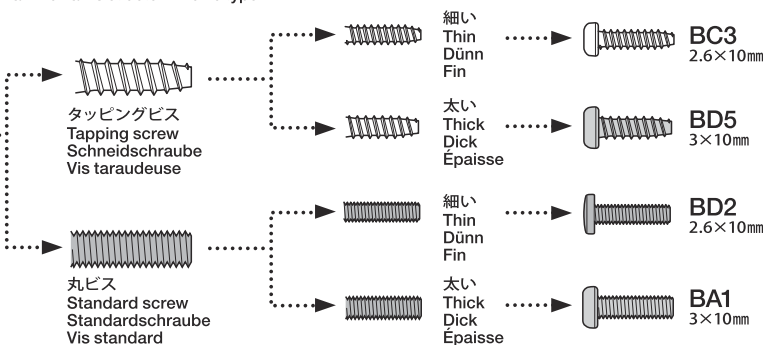 タッピングビス
Tapping screw
Schneidschraube
Vis taraudeuse
細い
Thin
Dünn
Fin
BC3
2.6×10㎜
太い
Thick
Dick
Épaisse
BD5
3×10㎜
丸ビス
Standard screw
Standardschraube
Vis standard
細い
Thin
Dünn
Fin
BD2
2.6×10㎜
太い
Thick
Dick
Épaisse
BA1
3×10㎜